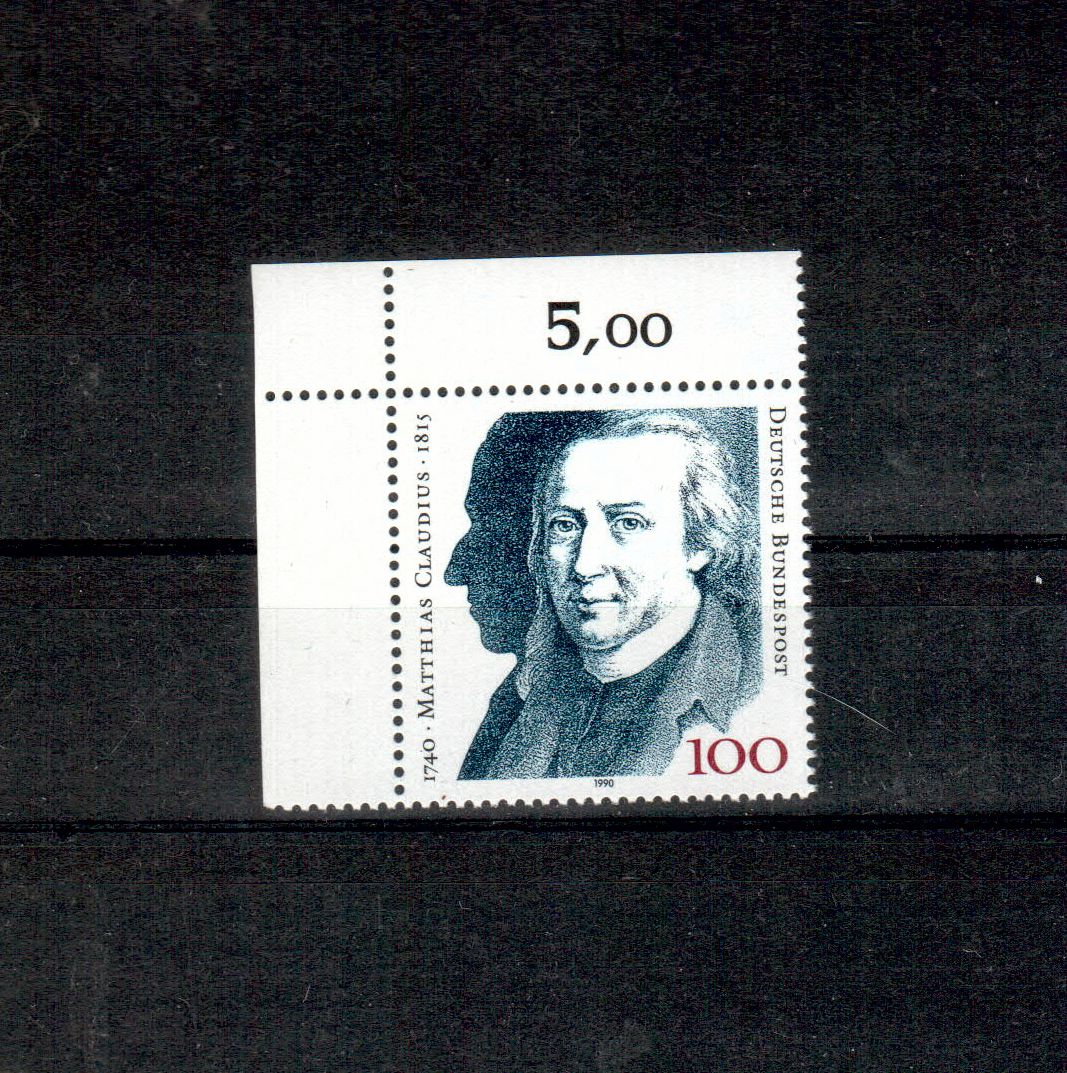 5,00
1740 · MATTHIAS CLAUDIUS · 1815
DEUTSCHE BUNDESPOST
100
1990